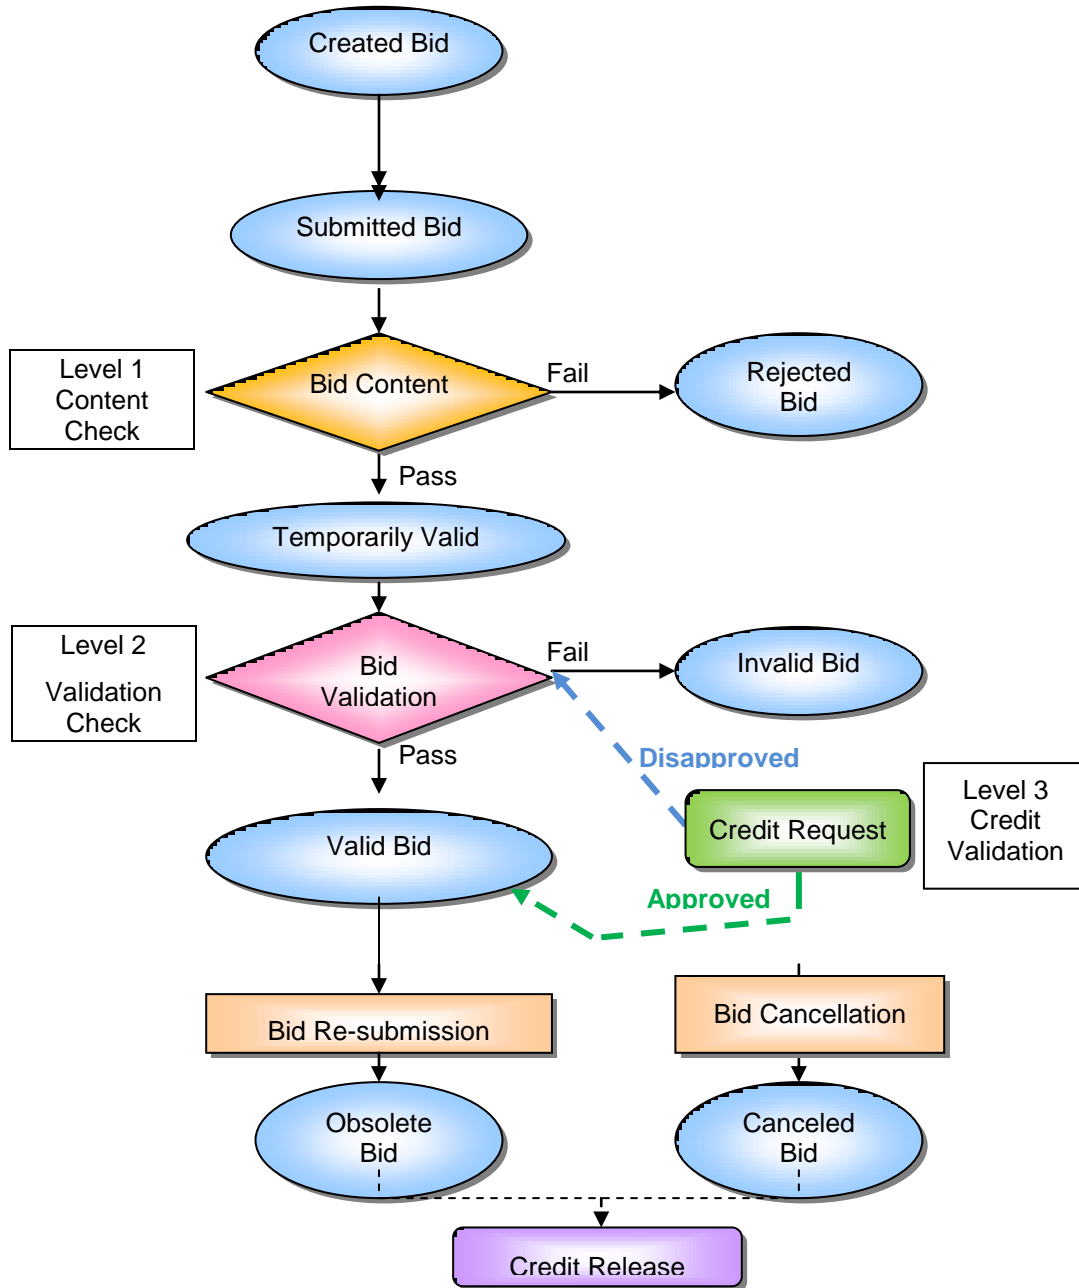 Created Bid
Submitted Bid
Level 1
Content
Check
Bid Content
Fail
Rejected
Bid
Pass
Temporarily Valid
Level 2
Validation
Check
Bid
Validation
Fail
Invalid Bid
Pass
Disapproved
Valid Bid
Credit Request
Level 3
Credit
Validation
Approved
Bid Re-submission
Bid Cancellation
Obsolete
Bid
Canceled
Bid
Credit Release